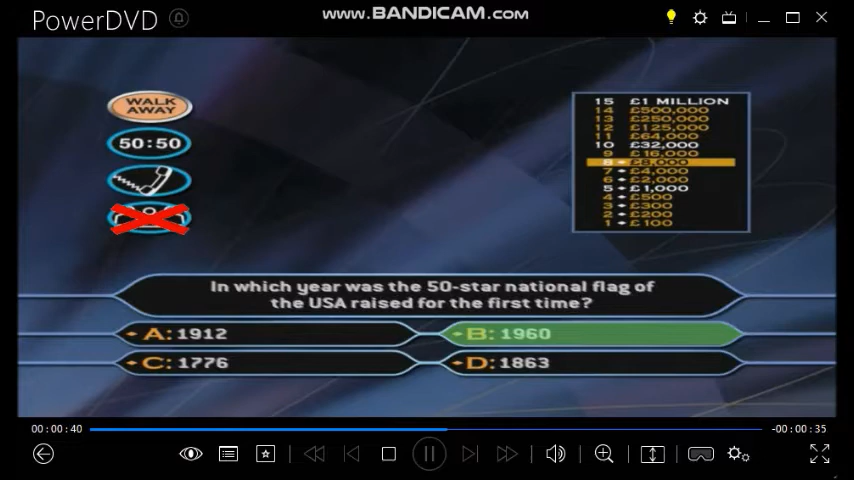 PowerDVD
www.BANDICAM.com
WALK
AWAY
50:50
15 £1 MILLION
14 £500,000
13 £250,000
12 £125,000
11 £64,000
10 £32,000
9 £16,000
8 £8,000
7 £4,000
6 £2,000
5 £1,000
4 £500
3 £300
2 £200
1 £100
In which year was the 50-star national flag of
the USA raised for the first time?
A: 1912
B: 1960
C: 1776
D: 1863
00:00:40
-00:00:35